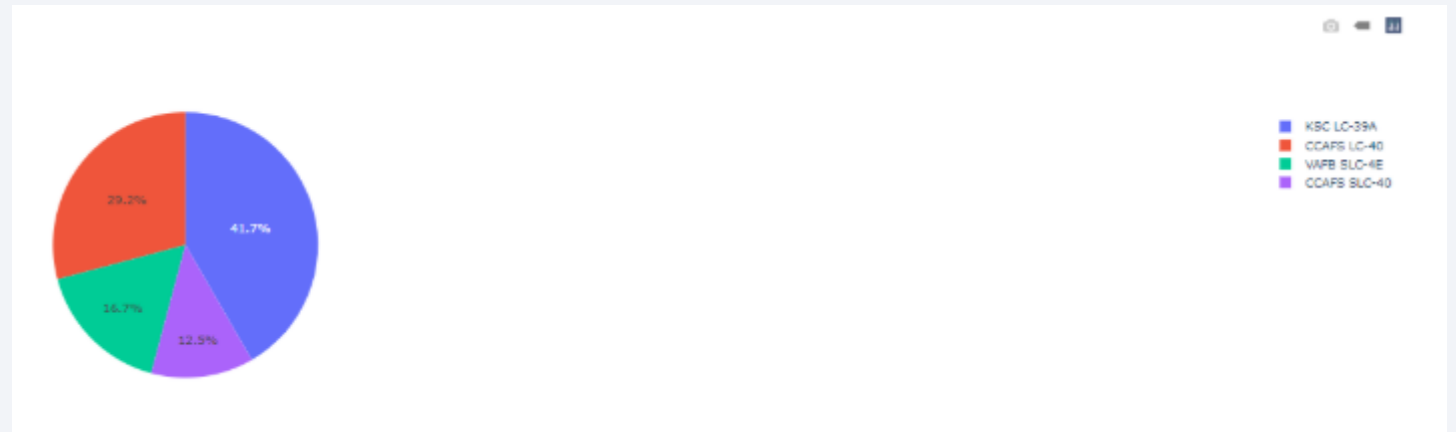 KSC LC-39A
CCAFS LC-40
VAFB SLC-4E
CCAFS SLC-40
29.2%
41.7%
16.7%
12.5%